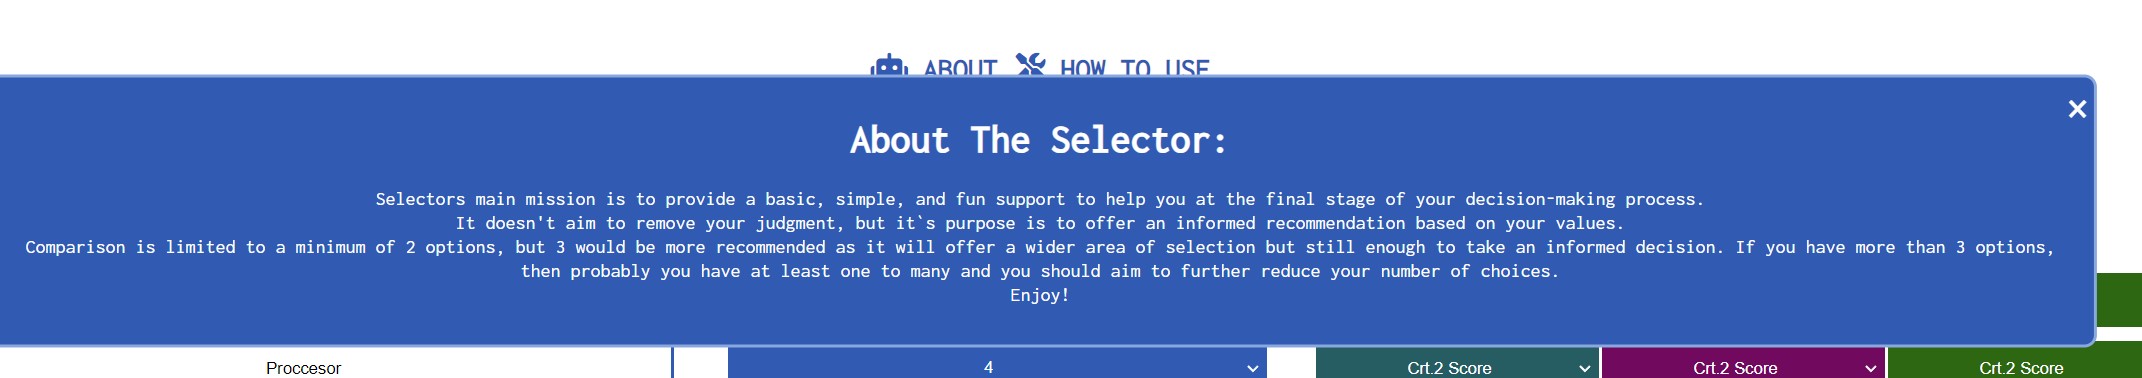 ABOUT HOW TO USE
×
About The Selector:
Selectors main mission is to provide a basic, simple, and fun support to help you at the final stage of your decision-making process.
It doesn't aim to remove your judgment, but it`s purpose is to offer an informed recommendation based on your values.
Comparison is limited to a minimum of 2 options, but 3 would be more recommended as it will offer a wider area of selection but still enough to take an informed decision. If you have more than 3 options,
then probably you have at least one to many and you should aim to further reduce your number of choices.
Enjoy!
Proccesor 4 Crt.2 Score Crt.2 Score Crt.2 Score